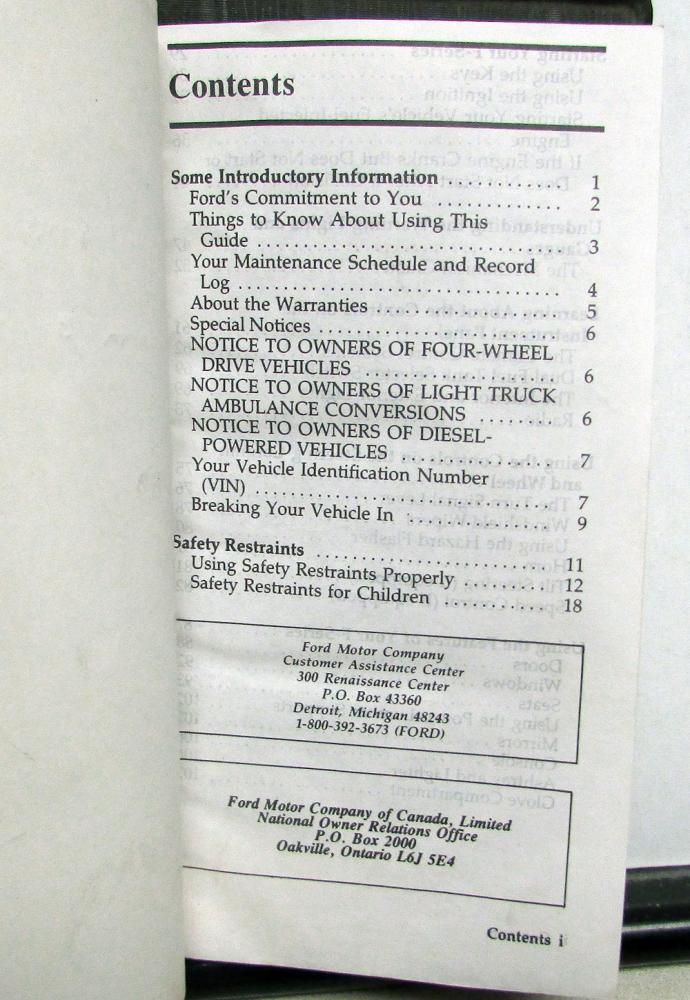 Contents
Some Introductory Information . . . . . . . . . . 1
Ford's Commitment to You . . . . . . . . . . 2
Things to Know About Using This
Guide . . . . . . . . . . 3
Your Maintenance Schedule and Record
Log . . . . . . . . . . 4
About the Warranties . . . . . . . . . . 5
Special Notices . . . . . . . . . . 6
NOTICE TO OWNERS OF FOUR-WHEEL
DRIVE VEHICLES . . . . . . . . . . 6
NOTICE TO OWNERS OF LIGHT TRUCK
AMBULANCE CONVERSIONS . . . . . . . 6
NOTICE TO OWNERS OF DIESEL-
POWERED VEHICLES . . . . . . . . . . 7
Your Vehicle Identification Number
(VIN) . . . . . . . . . . 7
Breaking Your Vehicle In . . . . . . . . . . 9
Safety Restraints . . . . . . . . . . 11
Using Safety Restraints Properly . . . . . . . . . . 12
Safety Restraints for Children . . . . . . . . . . 18
Ford Motor Company
Customer Assistance Center
300 Renaissance Center
P.O. Box 43360
Detroit, Michigan 48243
1-800-392-3673 (FORD)
Ford Motor Company of Canada, Limited
National Owner Relations Office
P.O. Box 2000
Oakville, Ontario L6J 5E4
Contents i